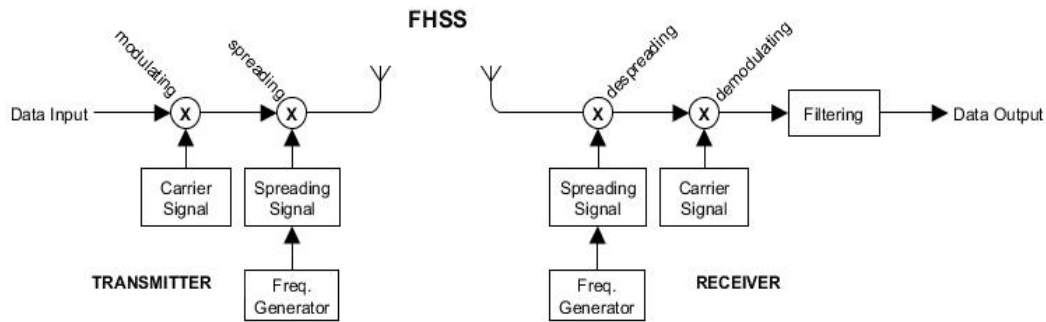 FHSS
modulating
spreading
despreading
demodulating
Data Input
X
X
X
X
Filtering
Data Output
Carrier
Signal
Spreading
Signal
Spreading
Signal
Carrier
Signal
TRANSMITTER
Freq.
Generator
Freq.
Generator
RECEIVER